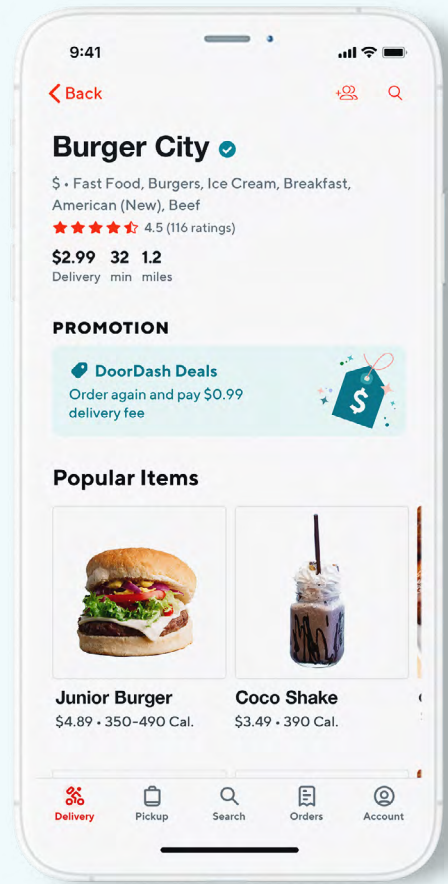 9:41
Back
Burger City
$ • Fast Food, Burgers, Ice Cream, Breakfast,
American (New), Beef
4.5 (116 ratings)
$2.99 32 1.2
Delivery min miles
PROMOTION
DoorDash Deals
Order again and pay $0.99
delivery fee
$
Popular Items
Junior Burger Coco Shake
$4.89 • 350-490 Cal. $3.49 • 390 Cal.
Delivery Pickup Search Orders Account